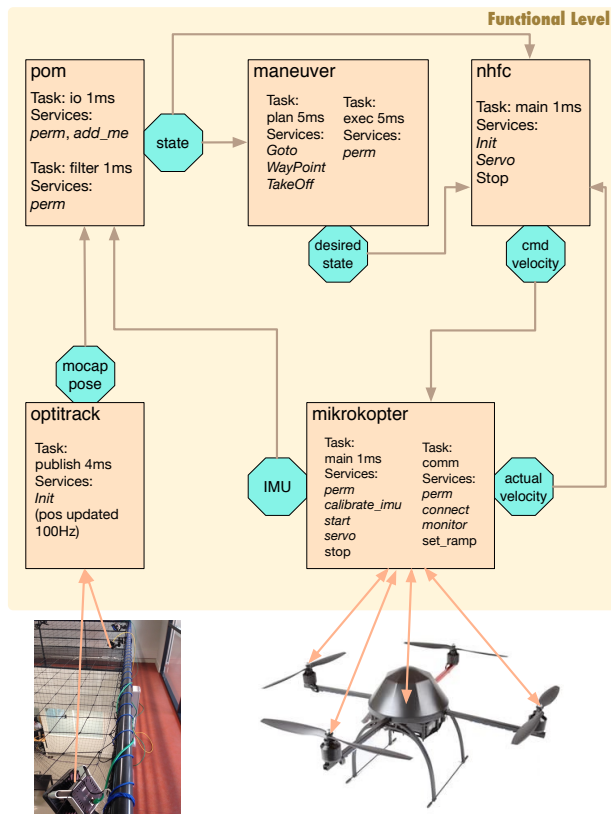 Functional Level
pom
Task: io 1ms
Services:
perm, add_me
Task: filter 1ms
Services:
perm
state
maneuver
Task:
plan 5ms
Services:
Goto
WayPoint
TakeOff
Task:
exec 5ms
Services:
perm
desired
state
nhfc
Task: main 1ms
Services:
Init
Servo
Stop
cmd
velocity
mocap
pose
optitrack
Task:
publish 4ms
Services:
Init
(pos updated
100Hz)
IMU
mikrokopter
Task:
main 1ms
Services:
perm
calibrate_imu
start
servo
stop
Task:
comm
Services:
perm
connect
monitor
set_ramp
actual
velocity